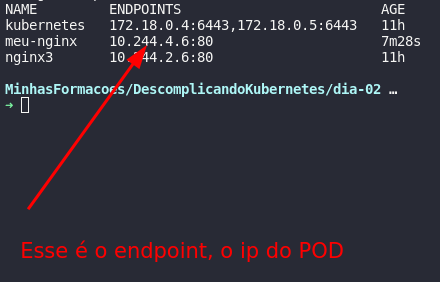 NAME ENDPOINTS AGE
kubernetes 172.18.0.4:6443,172.18.0.5:6443 11h
meu-nginx 10.244.4.6:80 7m28s
nginx3 10.244.2.6:80 11h
MinhasFormacoes/DescomplicandoKubernetes/dia-02 …
→
Esse é o endpoint, o ip do POD